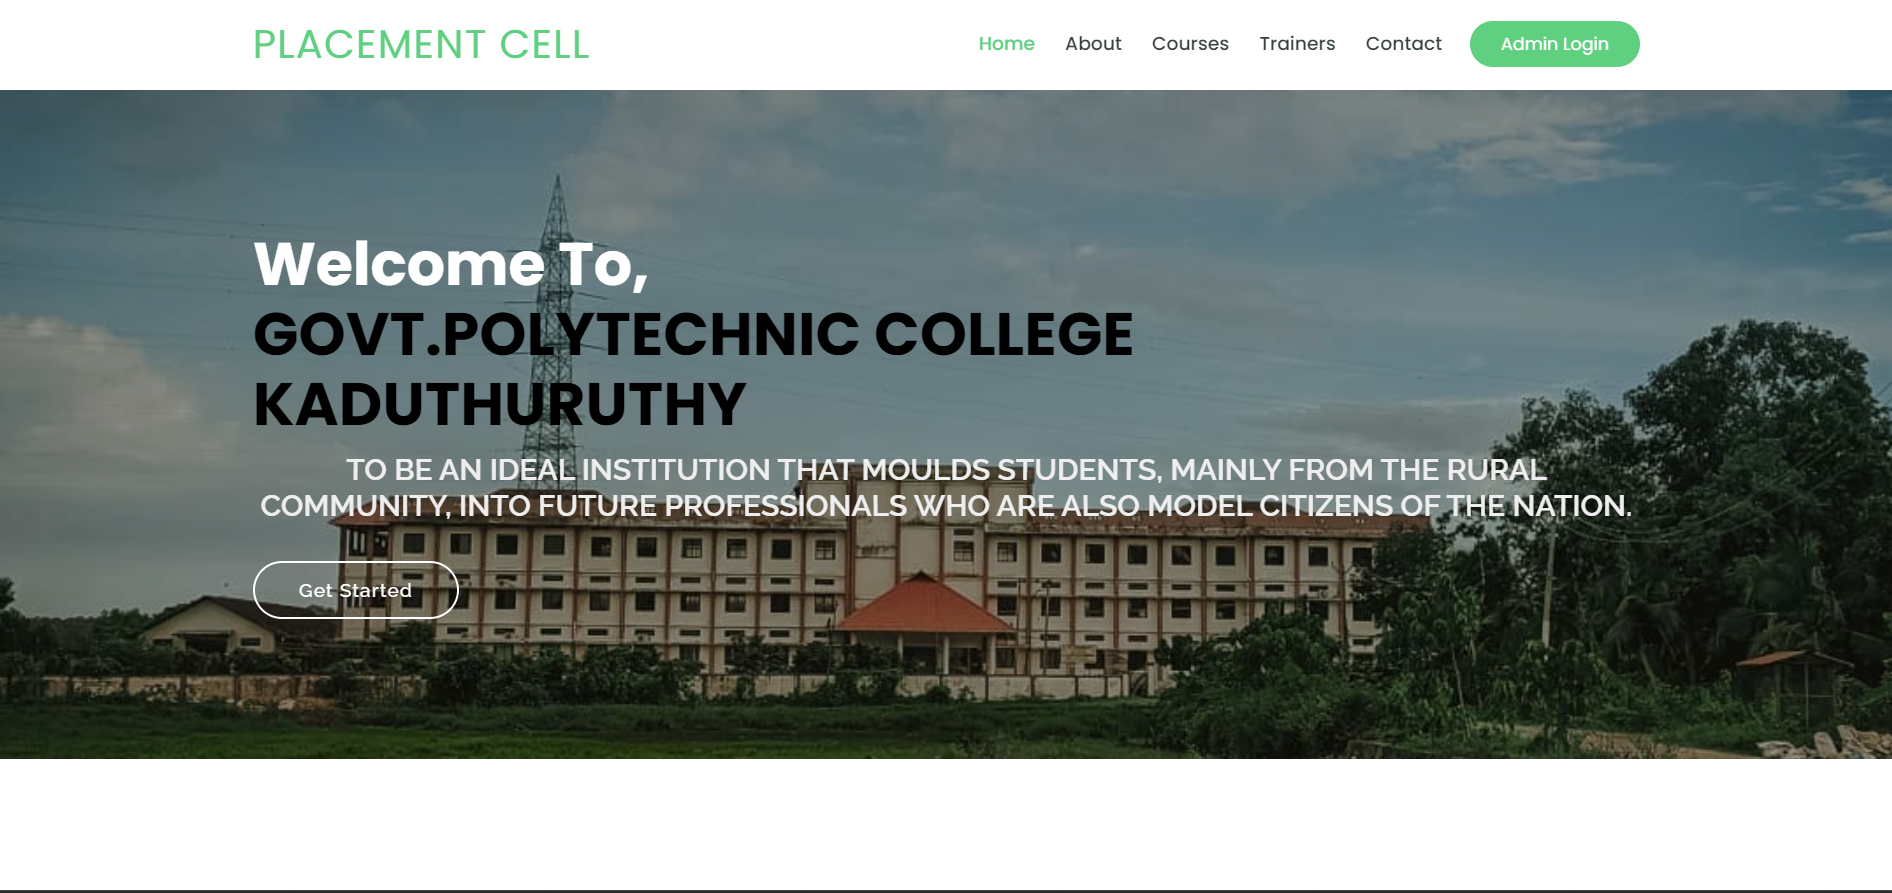 PLACEMENT CELL
Home About Courses Trainers Contact Admin Login
Welcome To,
GOVT.POLYTECHNIC COLLEGE
KADUTHURUTHY
TO BE AN IDEAL INSTITUTION THAT MOULDS STUDENTS, MAINLY FROM THE RURAL
COMMUNITY, INTO FUTURE PROFESSIONALS WHO ARE ALSO MODEL CITIZENS OF THE NATION.
Get Started